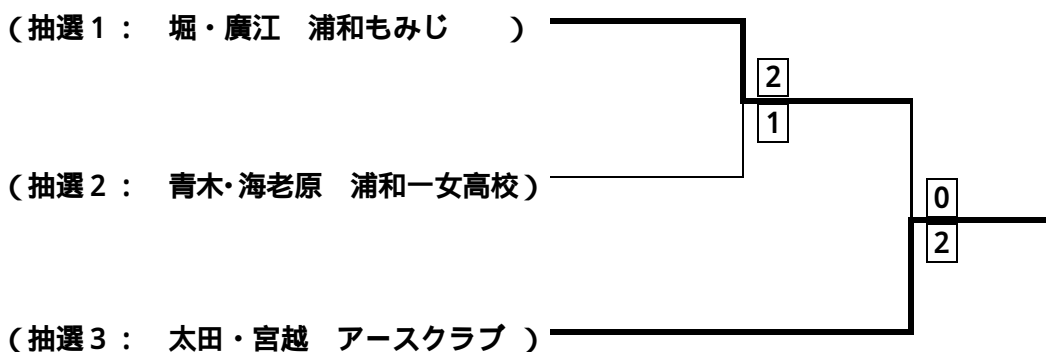 (抽選1： 堀・廣江 浦和もみじ )
2
1
(抽選2： 青木・海老原 浦和一女高校)
0
2
(抽選3： 太田・宮越 アースクラブ )